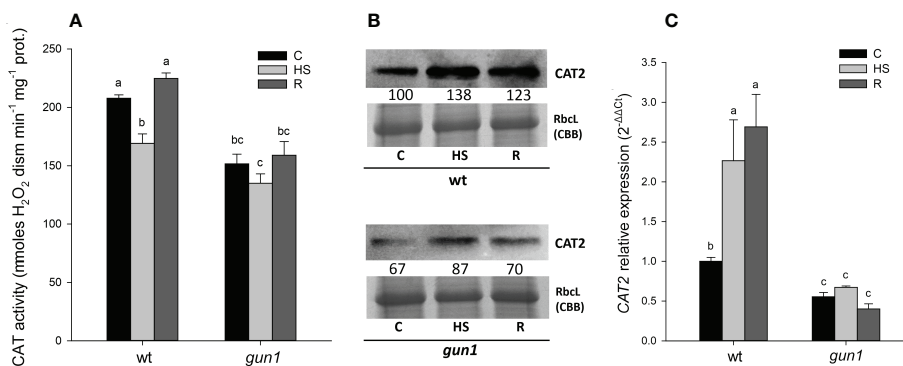 A
CAT activity (nmoles H₂O₂ dism min⁻¹ mg⁻¹ prot.)
250
200
150
100
50
0
C
HS
R
a
b
a
bc
c
bc
wt
gun1
B
CAT2
100 138 123
RbcL
(CBB)
C HS R
wt
CAT2
67 87 70
RbcL
(CBB)
C HS R
gun1
C
CAT2 relative expression (2⁻ΔΔCt)
3.5
3.0
2.5
2.0
1.5
1.0
0.5
0.0
C
HS
R
b
a
a
c
c
c
wt
gun1